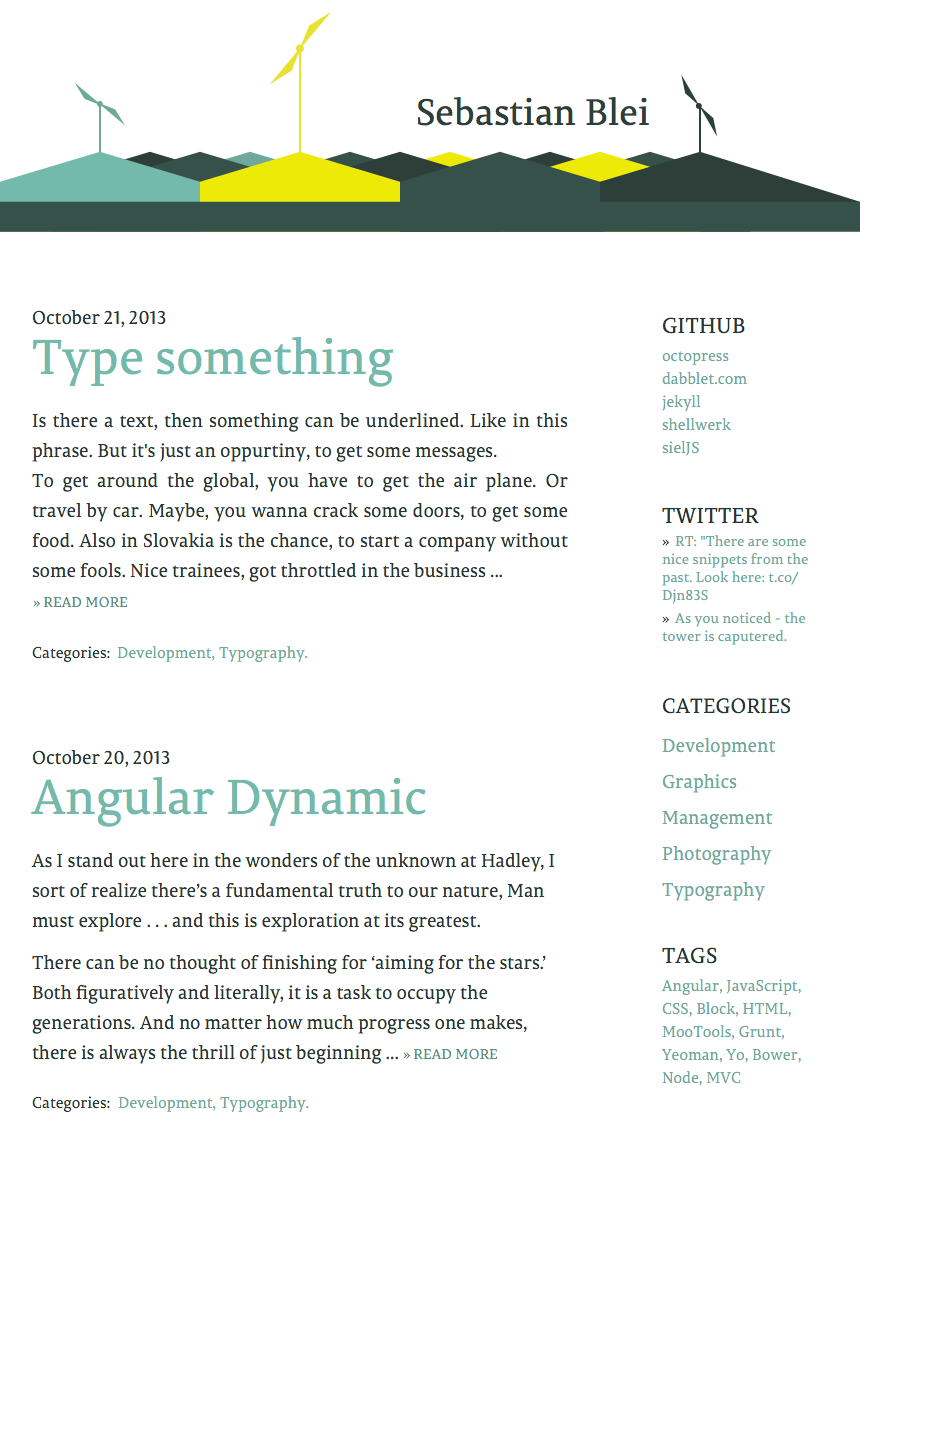 Sebastian Blei
October 21, 2013
Type something
Is there a text, then something can be underlined. Like in this
phrase. But it's just an oppurtiny, to get some messages.
To get around the global, you have to get the air plane. Or
travel by car. Maybe, you wanna crack some doors, to get some
food. Also in Slovakia is the chance, to start a company without
some fools. Nice trainees, got throttled in the business ...
» READ MORE
Categories: Development, Typography.
October 20, 2013
Angular Dynamic
As I stand out here in the wonders of the unknown at Hadley, I
sort of realize there’s a fundamental truth to our nature, Man
must explore . . . and this is exploration at its greatest.
There can be no thought of finishing for ‘aiming for the stars.’
Both figuratively and literally, it is a task to occupy the
generations. And no matter how much progress one makes,
there is always the thrill of just beginning ... » READ MORE
Categories: Development, Typography.
GITHUB
octopress
dabblet.com
jekyll
shellwerk
sielJS
TWITTER
» RT: "There are some
nice snippets from the
past. Look here: t.co/
Djn83S
» As you noticed - the
tower is caputered.
CATEGORIES
Development
Graphics
Management
Photography
Typography
TAGS
Angular, JavaScript,
CSS, Block, HTML,
MooTools, Grunt,
Yeoman, Yo, Bower,
Node, MVC